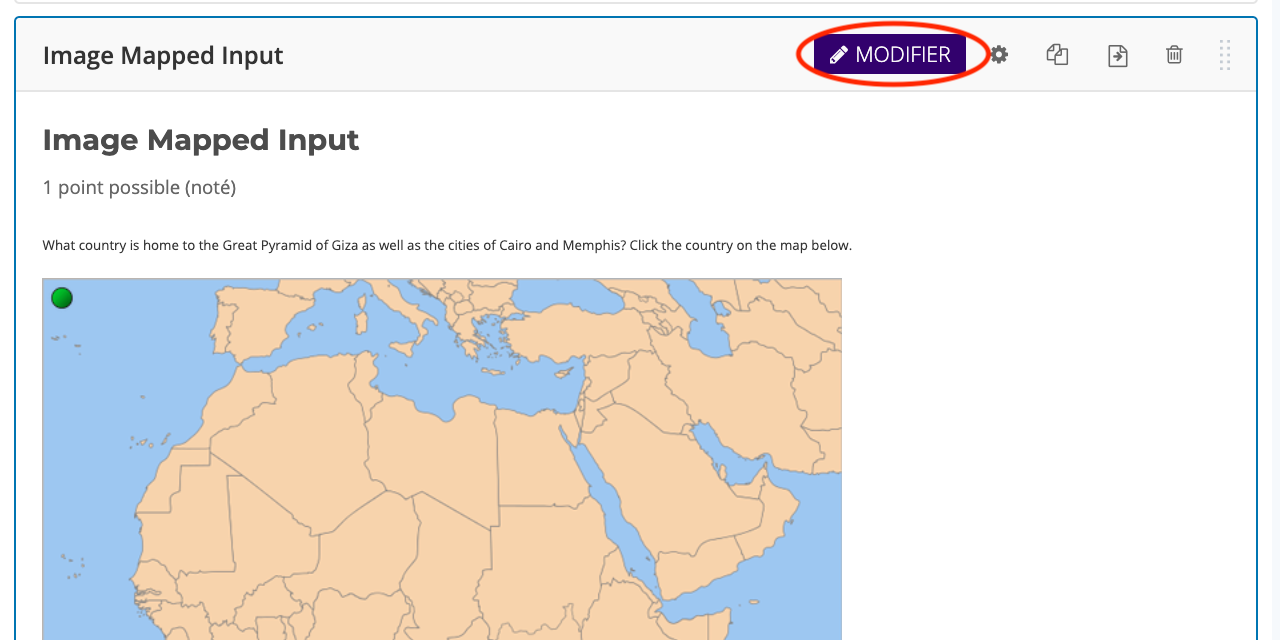 Image Mapped Input
MODIFIER
Image Mapped Input
1 point possible (noté)
What country is home to the Great Pyramid of Giza as well as the cities of Cairo and Memphis? Click the country on the map below.